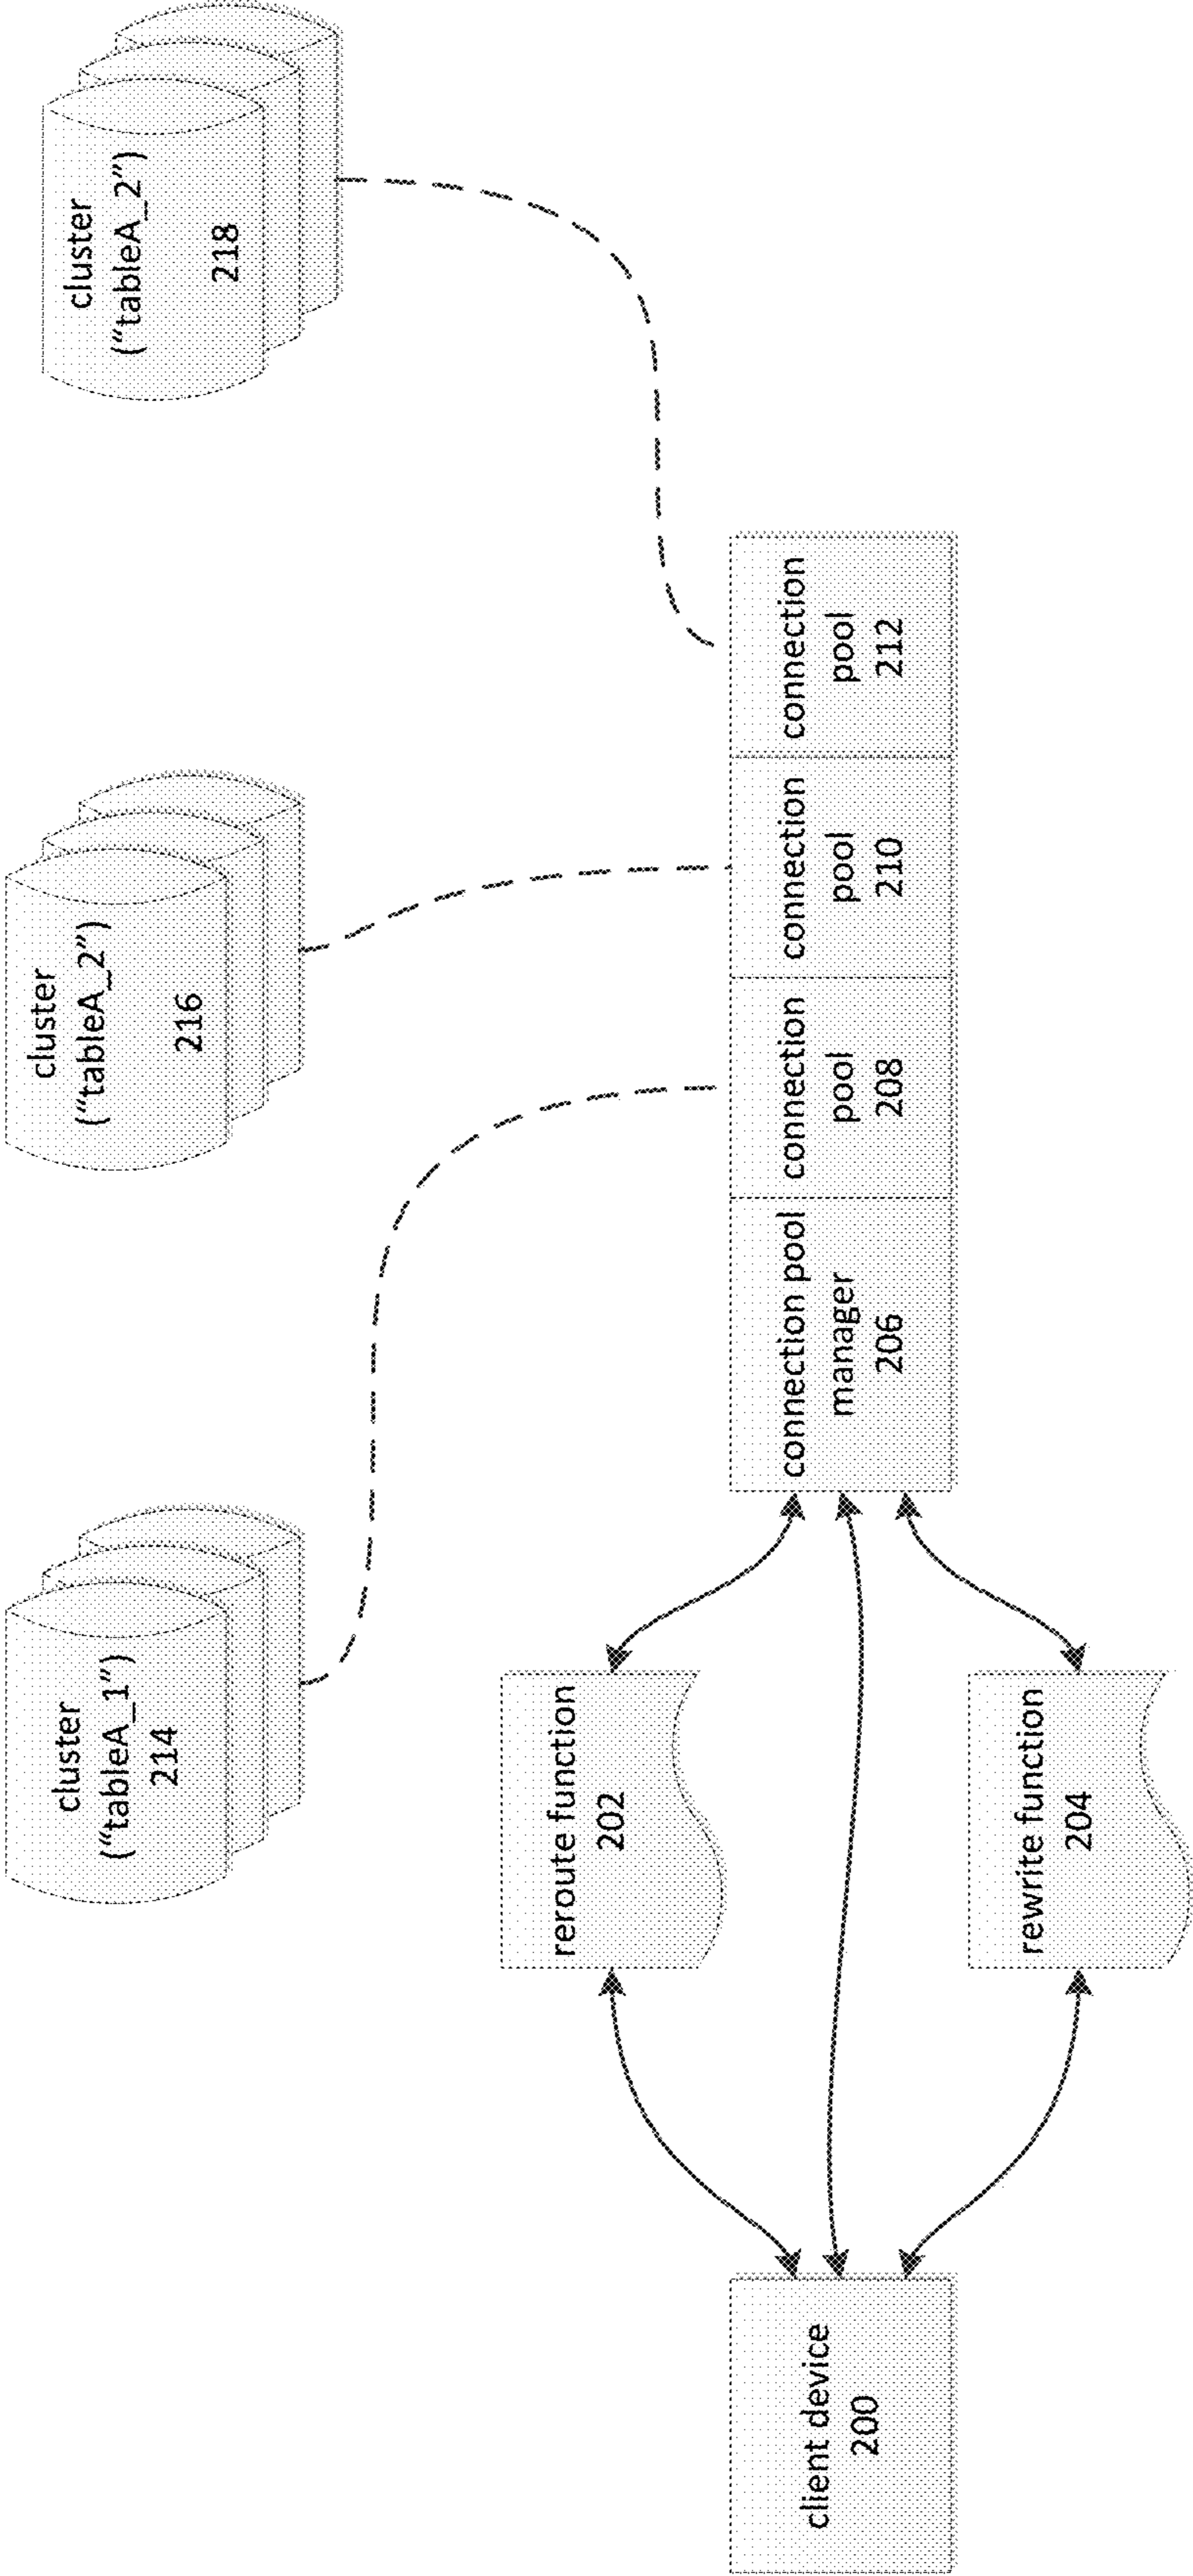 cluster
("tableA_1")
214
cluster
("tableA_2")
216
cluster
("tableA_2")
218
reroute function
202
client device
200
connection pool
manager
206
connection
pool
208
connection
pool
210
connection
pool
212
rewrite function
204